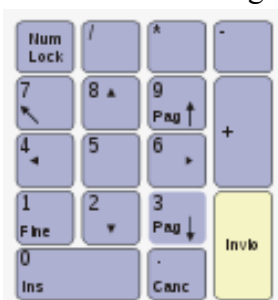 Num Lock / * -
7 8 9 Pag +
4 5 6
1 Fine 2 3 Pag Invio
0 Ins . Canc